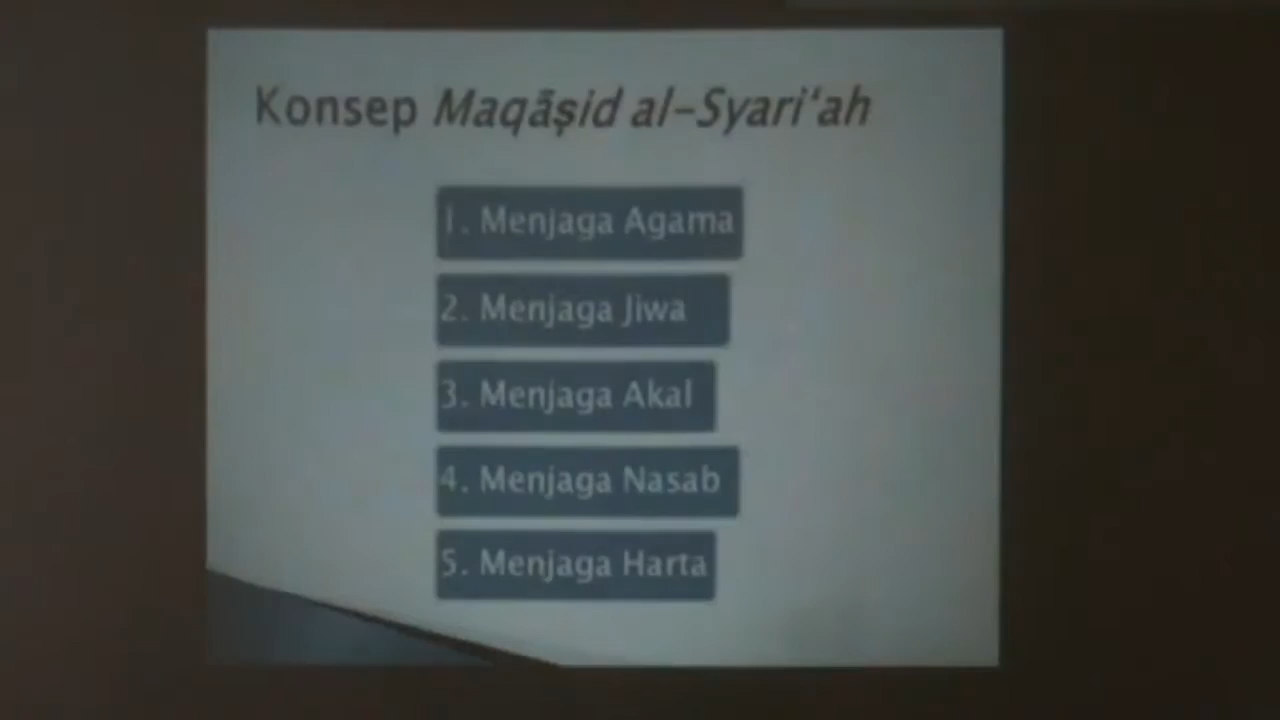 Konsep Maqāṣid al-Syari‘ah
1. Menjaga Agama
2. Menjaga Jiwa
3. Menjaga Akal
4. Menjaga Nasab
5. Menjaga Harta